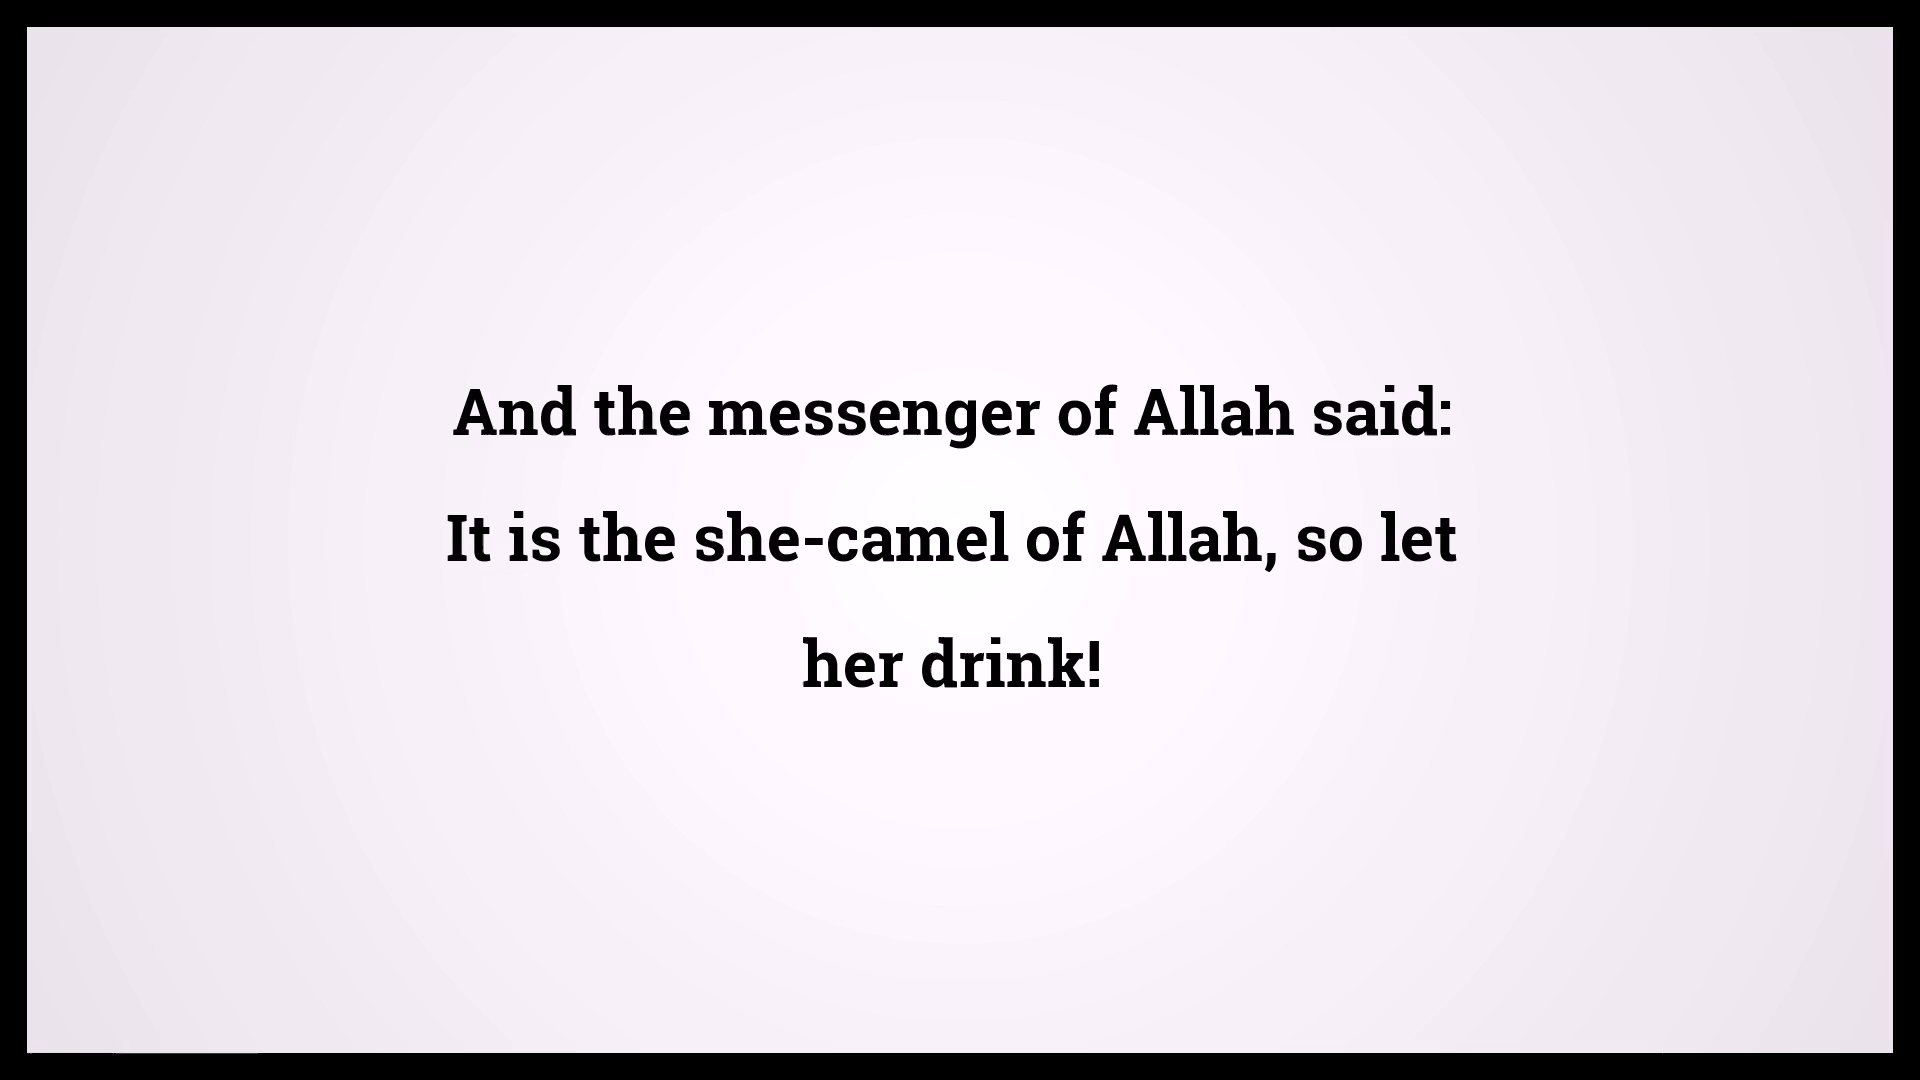 And the messenger of Allah said:
It is the she-camel of Allah, so let
her drink!